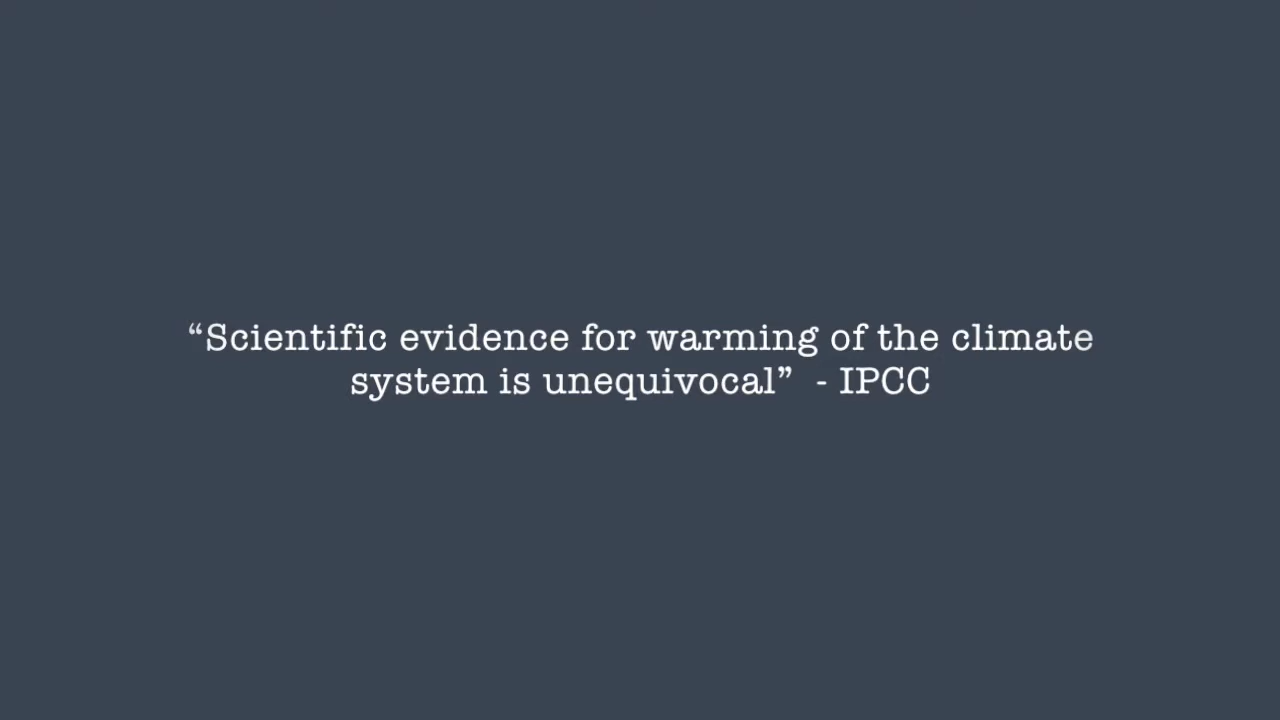 “Scientific evidence for warming of the climate
system is unequivocal”  - IPCC